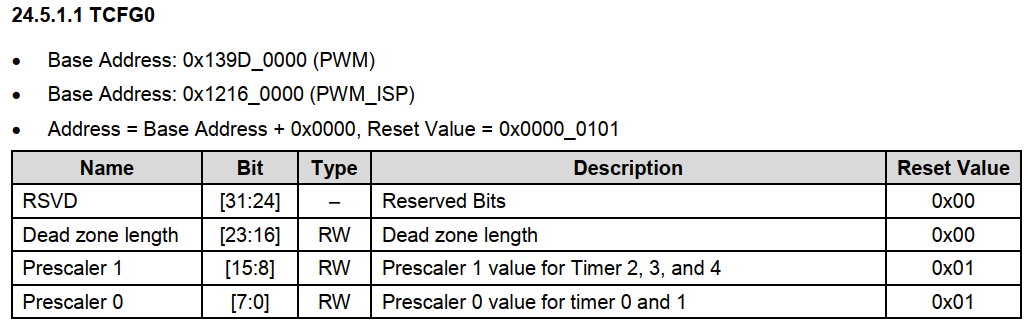 24.5.1.1 TCFG0
• Base Address: 0x139D_0000 (PWM)
• Base Address: 0x1216_0000 (PWM_ISP)
• Address = Base Address + 0x0000, Reset Value = 0x0000_0101
Name Bit Type Description Reset Value
RSVD [31:24] – Reserved Bits 0x00
Dead zone length [23:16] RW Dead zone length 0x00
Prescaler 1 [15:8] RW Prescaler 1 value for Timer 2, 3, and 4 0x01
Prescaler 0 [7:0] RW Prescaler 0 value for timer 0 and 1 0x01